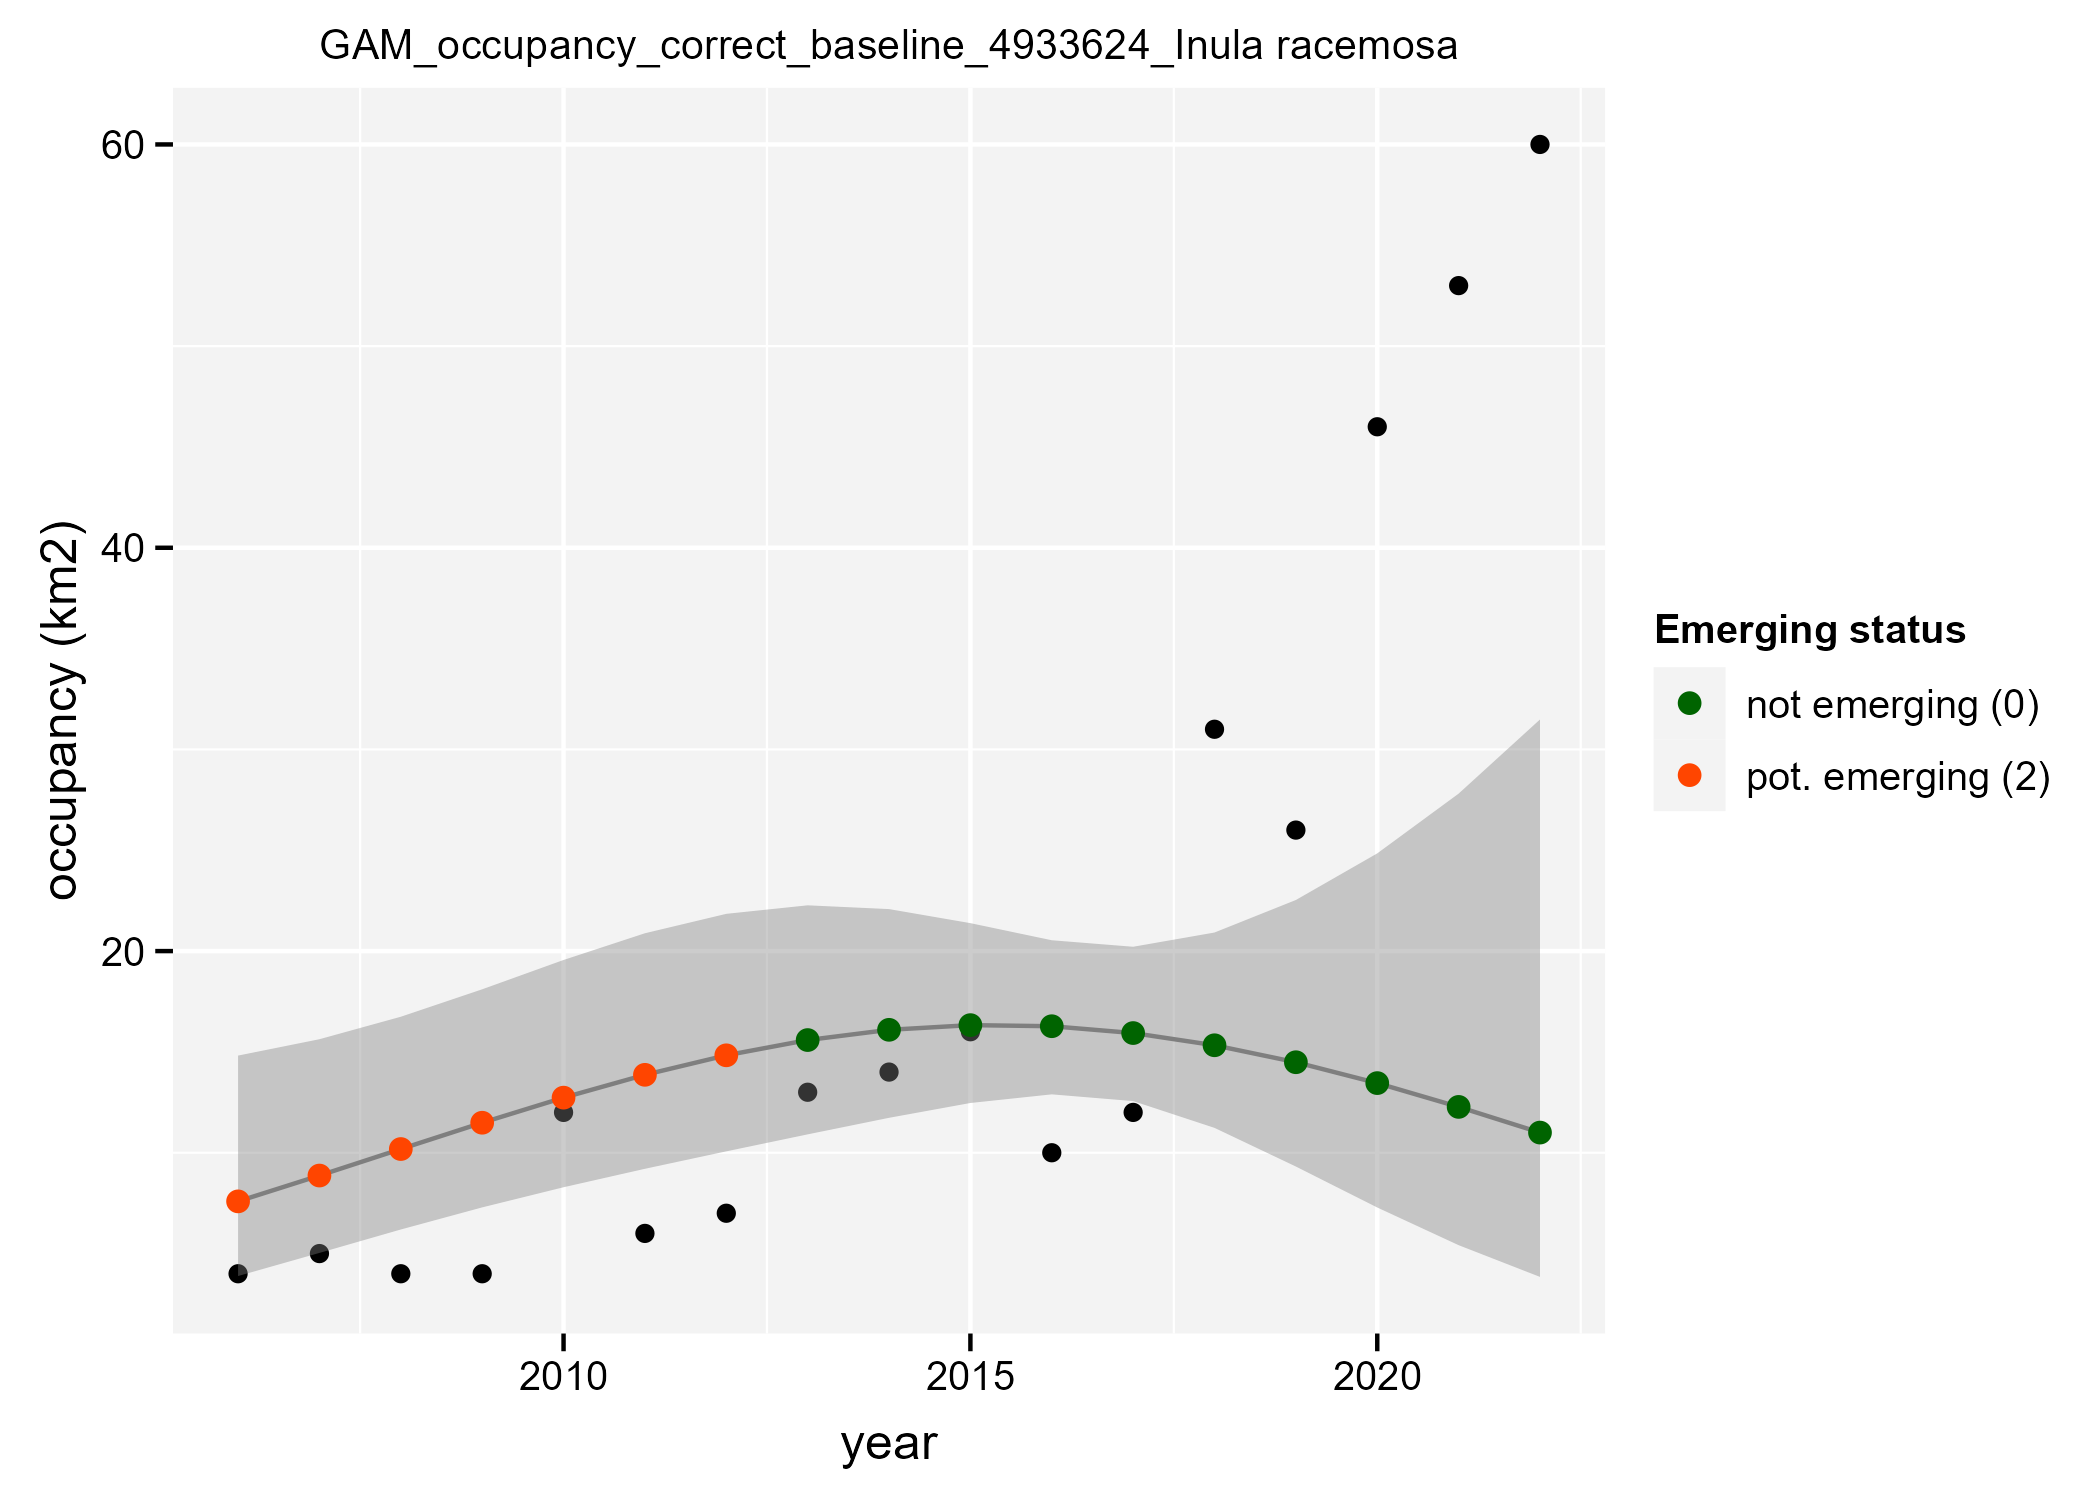 GAM_occupancy_correct_baseline_4933624_Inula racemosa
60
40
20
occupancy (km2)
2010
2015
2020
year
Emerging status
not emerging (0)
pot. emerging (2)